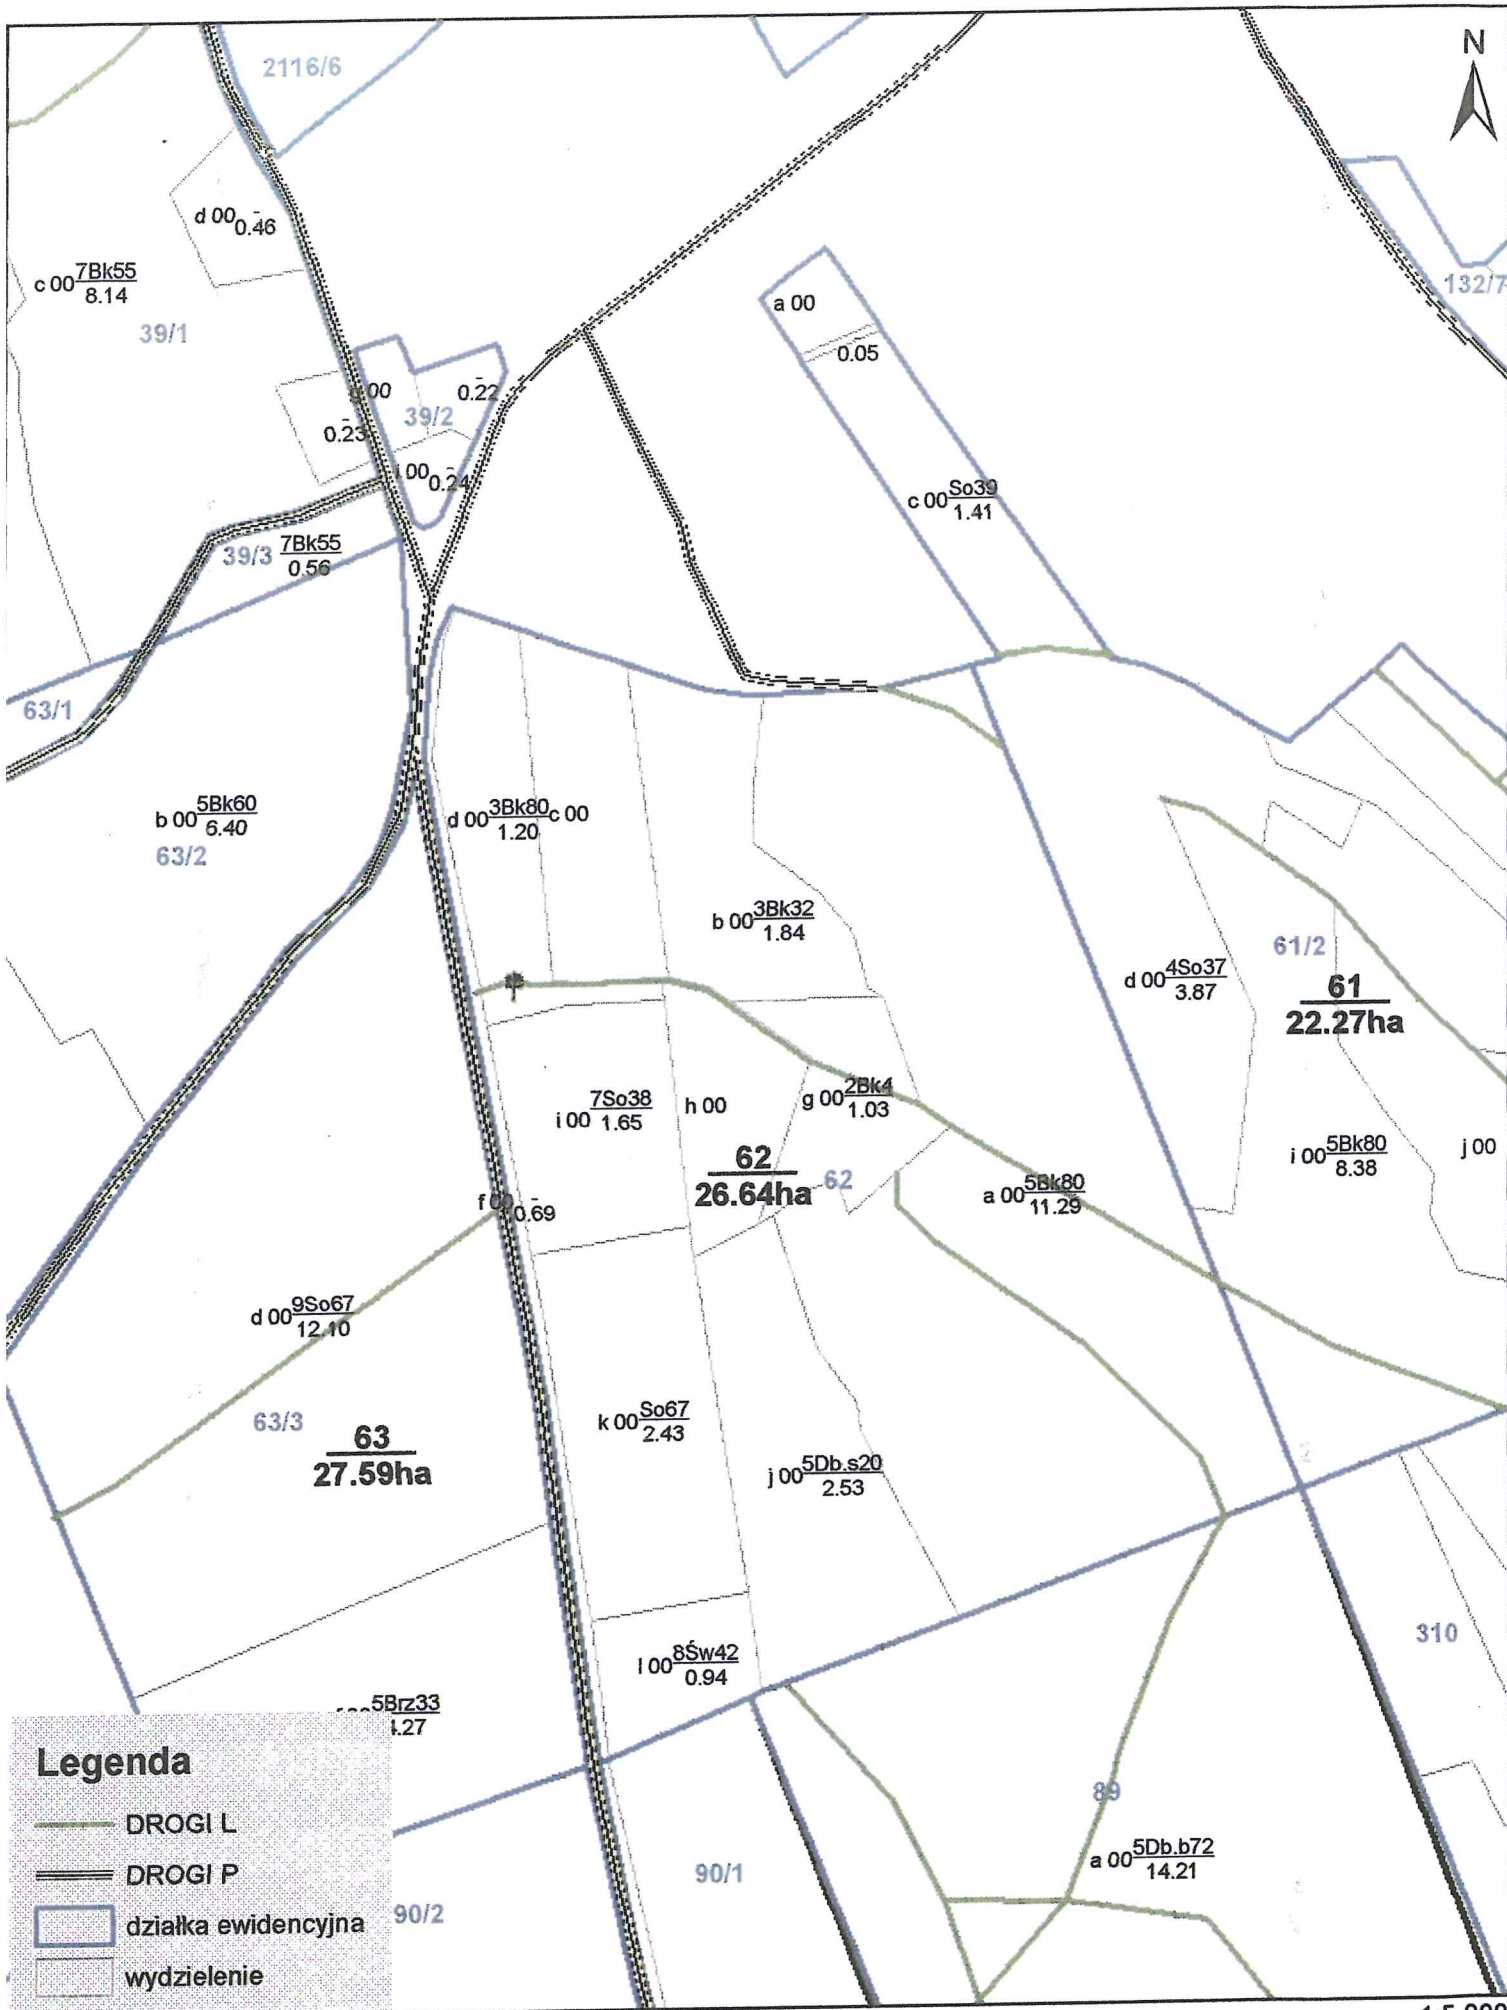 N
2116/6
d 00 -
0.46
c 00 7Bk55
8.14
39/1
132/7
a 00
0.05
00
39/2
-
0.22
-
0.23
i 00 -
0.24
c 00 So39
1.41
39/3 7Bk55
0.56
63/1
b 00 5Bk60
6.40
63/2
d 00 3Bk80 c 00
1.20
b 00 3Bk32
1.84
61/2
d 00 4So37
3.87
61
22.27ha
i 00 7So38
1.65
h 00
g 00 2Bk4
1.03
i 00 5Bk80
8.38
j 00
62
26.64ha
62
a 00 5Bk80
11.29
f 00 -
0.69
d 00 9So67
12.10
63/3
63
27.59ha
k 00 So67
2.43
j 00 5Db.s20
2.53
310
l 00 8Św42
0.94
5Brz33
.27
Legenda
DROGI L
DROGI P
działka ewidencyjna
wydzielenie
89
a 00 5Db.b72
14.21
90/1
90/2